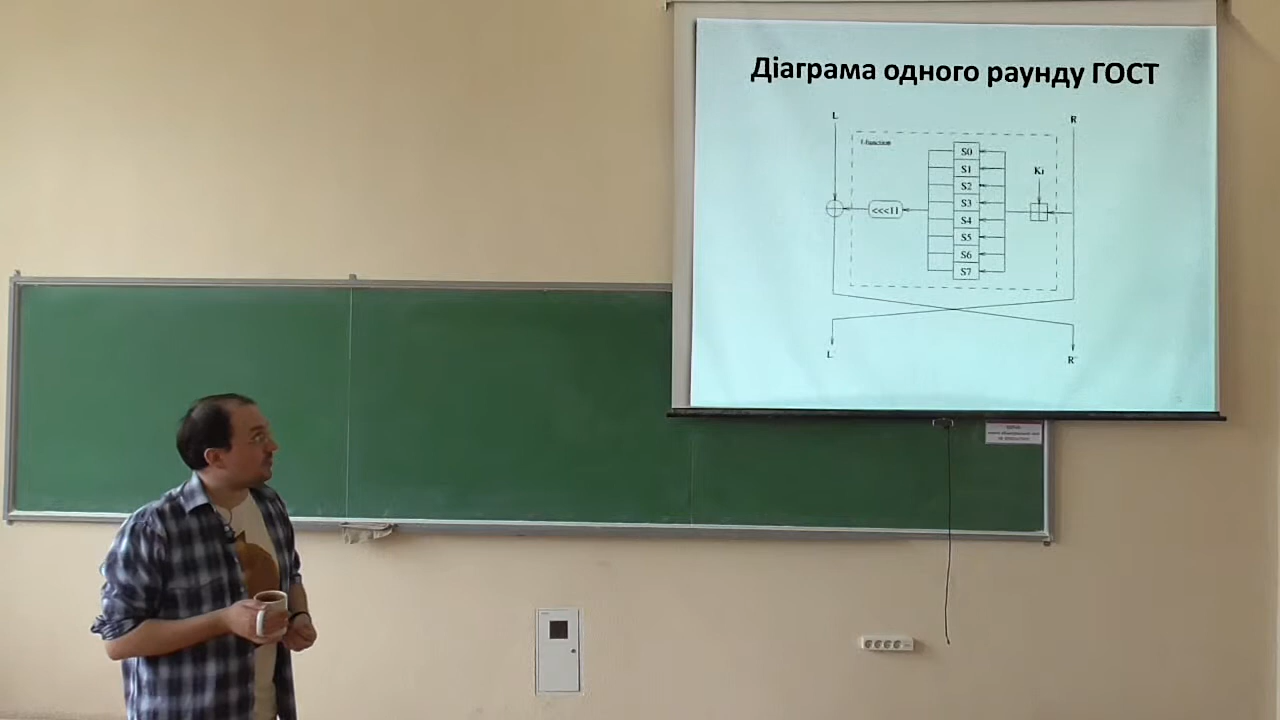 Діаграма одного раунду ГОСТ
L
R
f-function
S0
S1
Ki
S2
S3
<<<11
S4
S5
S6
S7
L'
R'